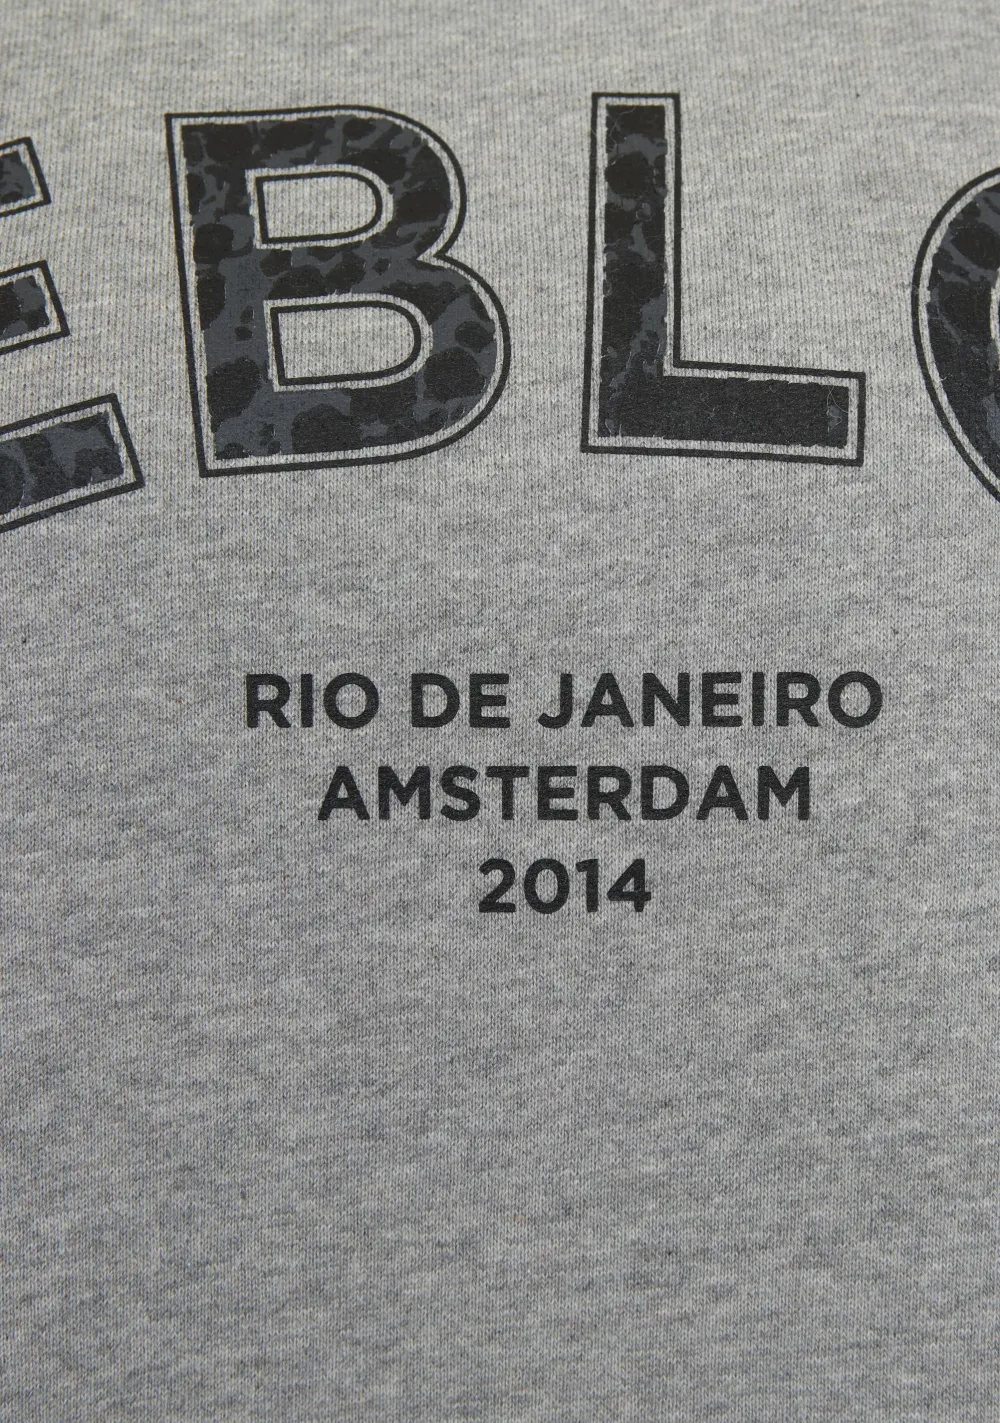 EBL
RIO DE JANEIRO
AMSTERDAM
2014